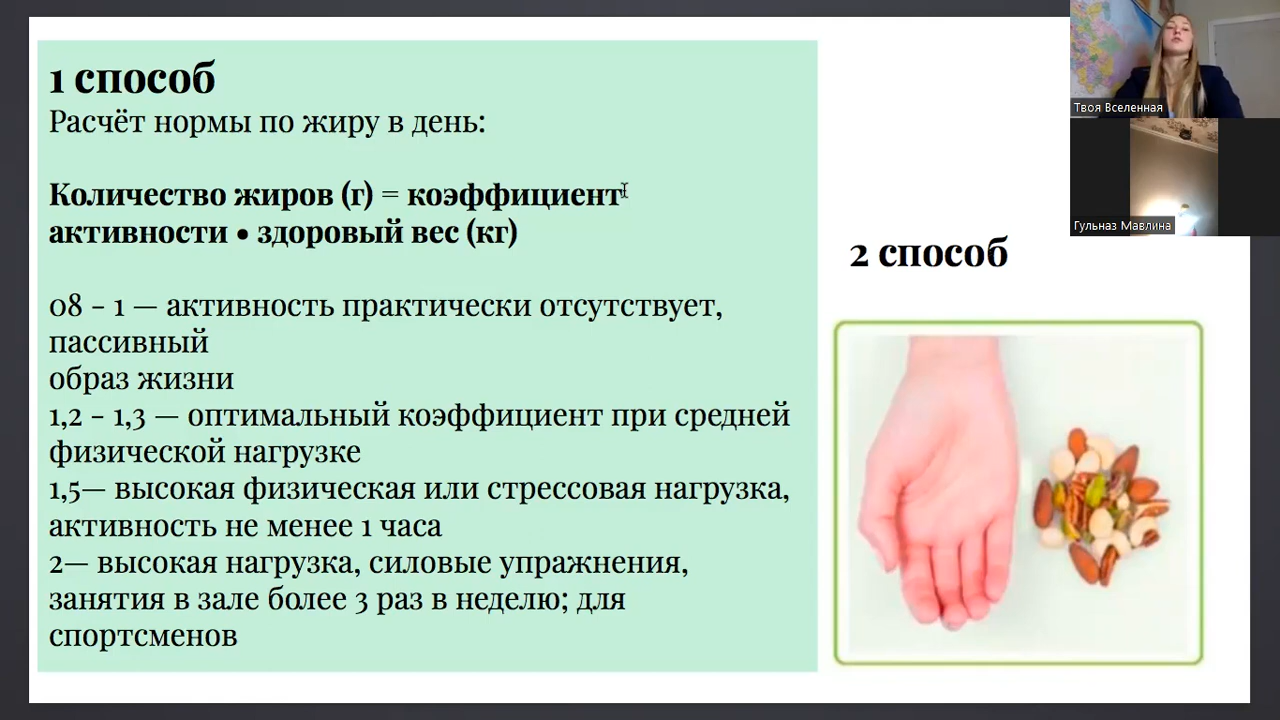 1 способ
Расчёт нормы по жиру в день:
Количество жиров (г) = коэффициент
активности • здоровый вес (кг)
08 - 1 — активность практически отсутствует,
пассивный
образ жизни
1,2 - 1,3 — оптимальный коэффициент при средней
физической нагрузке
1,5— высокая физическая или стрессовая нагрузка,
активность не менее 1 часа
2— высокая нагрузка, силовые упражнения,
занятия в зале более 3 раз в неделю; для
спортсменов
2 способ
Твоя Вселенная
Гульназ Мавлина